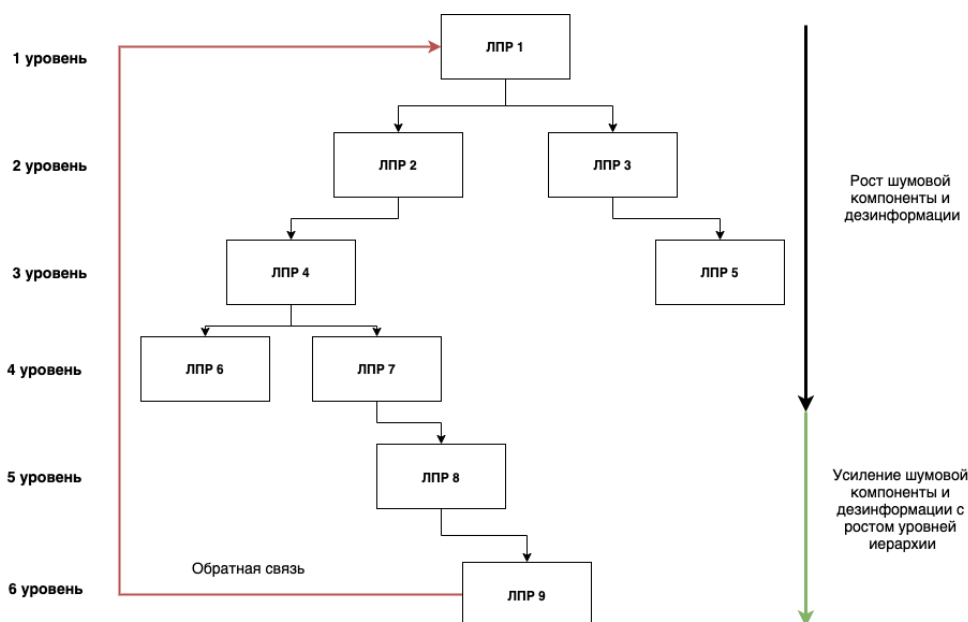 1 уровень
ЛПР 1
2 уровень
ЛПР 2
ЛПР 3
Рост шумовой
компоненты и
дезинформации
3 уровень
ЛПР 4
ЛПР 5
4 уровень
ЛПР 6
ЛПР 7
5 уровень
ЛПР 8
Усиление шумовой
компоненты и
дезинформации с
ростом уровней
иерархии
Обратная связь
6 уровень
ЛПР 9